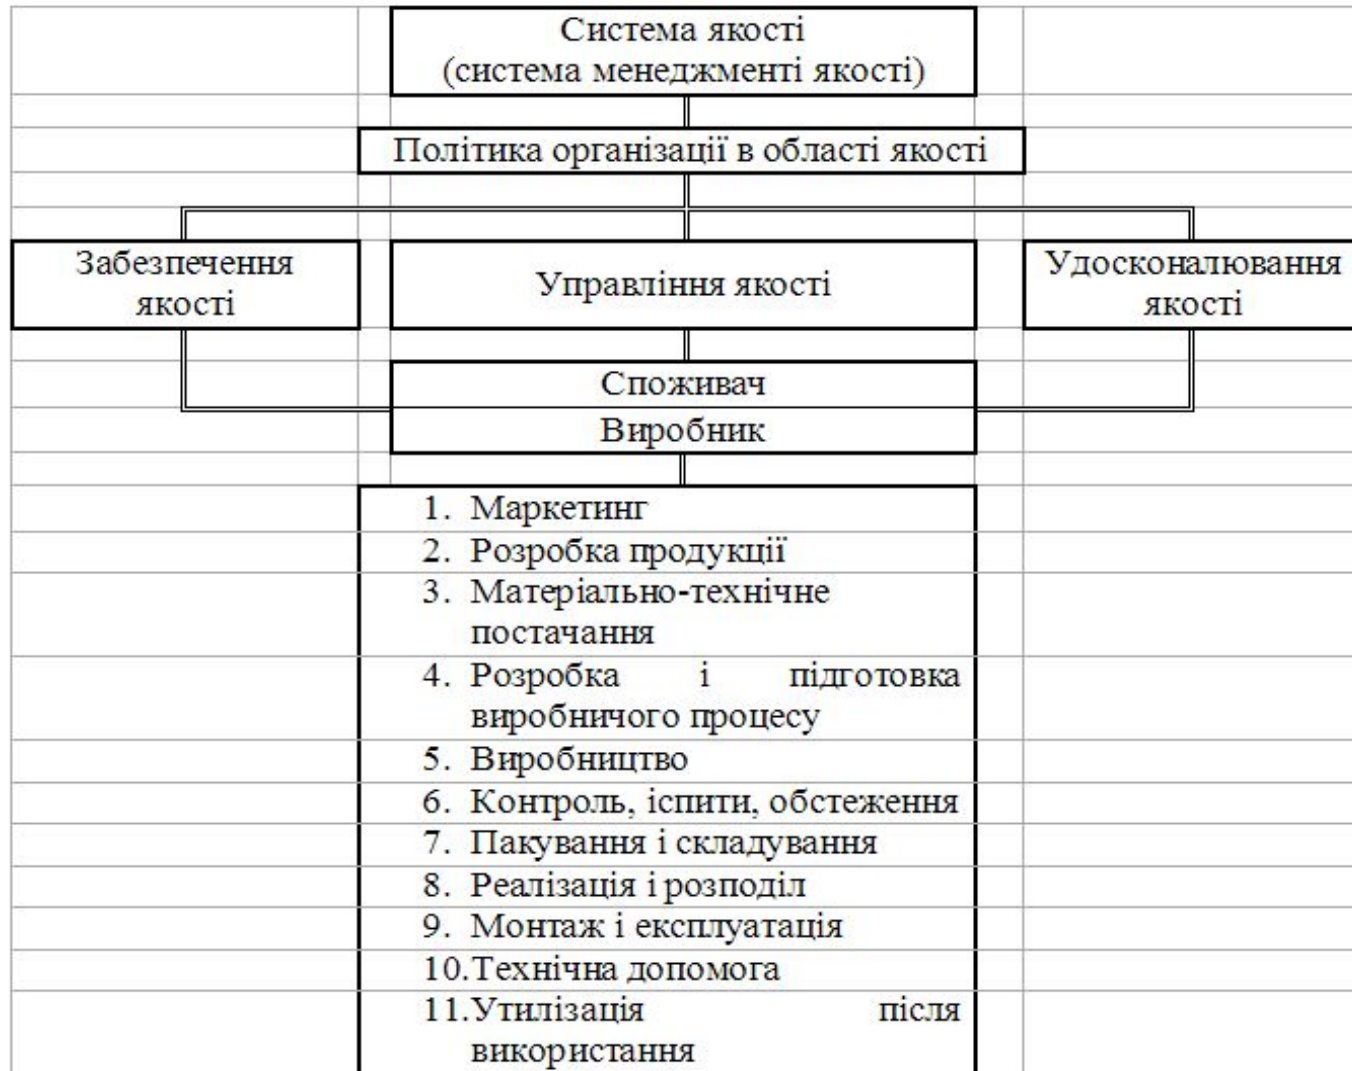 Система якості
(система менеджменті якості)
Політика організації в області якості
Забезпечення
якості
Управління якості
Удосконалювання
якості
Споживач
Виробник
1. Маркетинг
2. Розробка продукції
3. Матеріально-технічне
постачання
4. Розробка і підготовка
виробничого процесу
5. Виробництво
6. Контроль, іспити, обстеження
7. Пакування і складування
8. Реалізація і розподіл
9. Монтаж і експлуатація
10.Технічна допомога
11.Утилізація після
використання